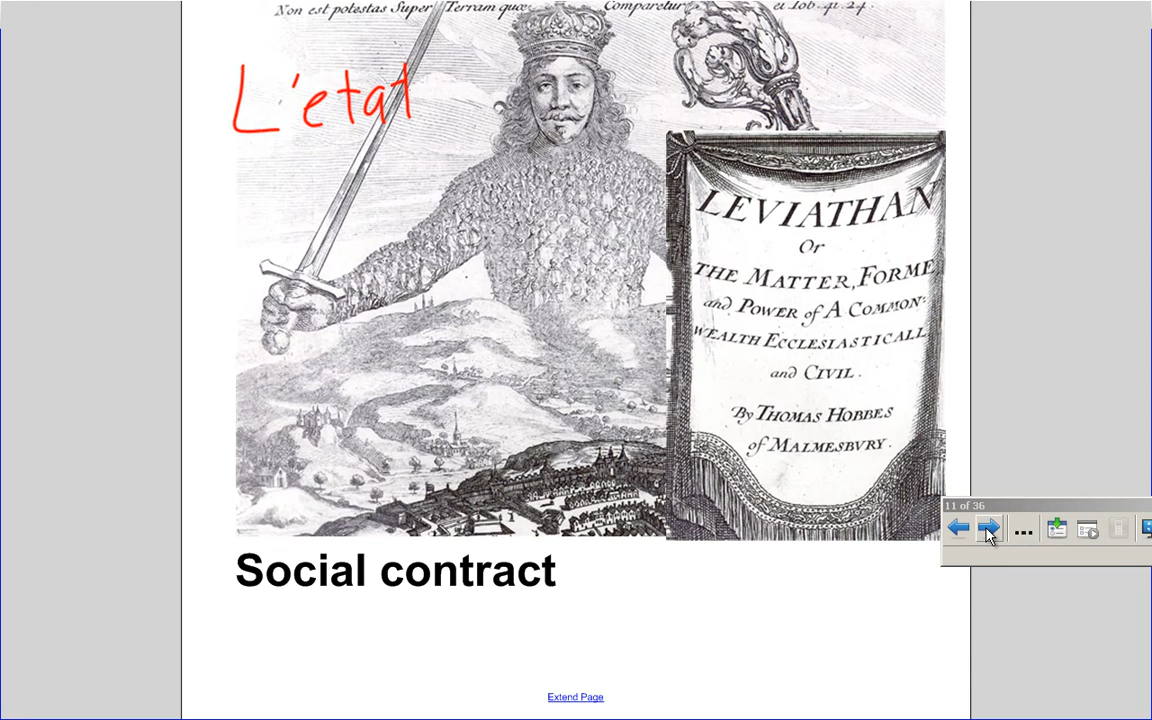 Non est potestas Super Terram quae Comparetur ei Iob. 41. 24.
L'etat
LEVIATHAN
Or
THE MATTER, FORME
and POWER of A COMMON-
WEALTH ECCLESIASTICALL
and CIVIL.
By THOMAS HOBBES
of MALMESBVRY.
11 of 36
Social contract
Extend Page